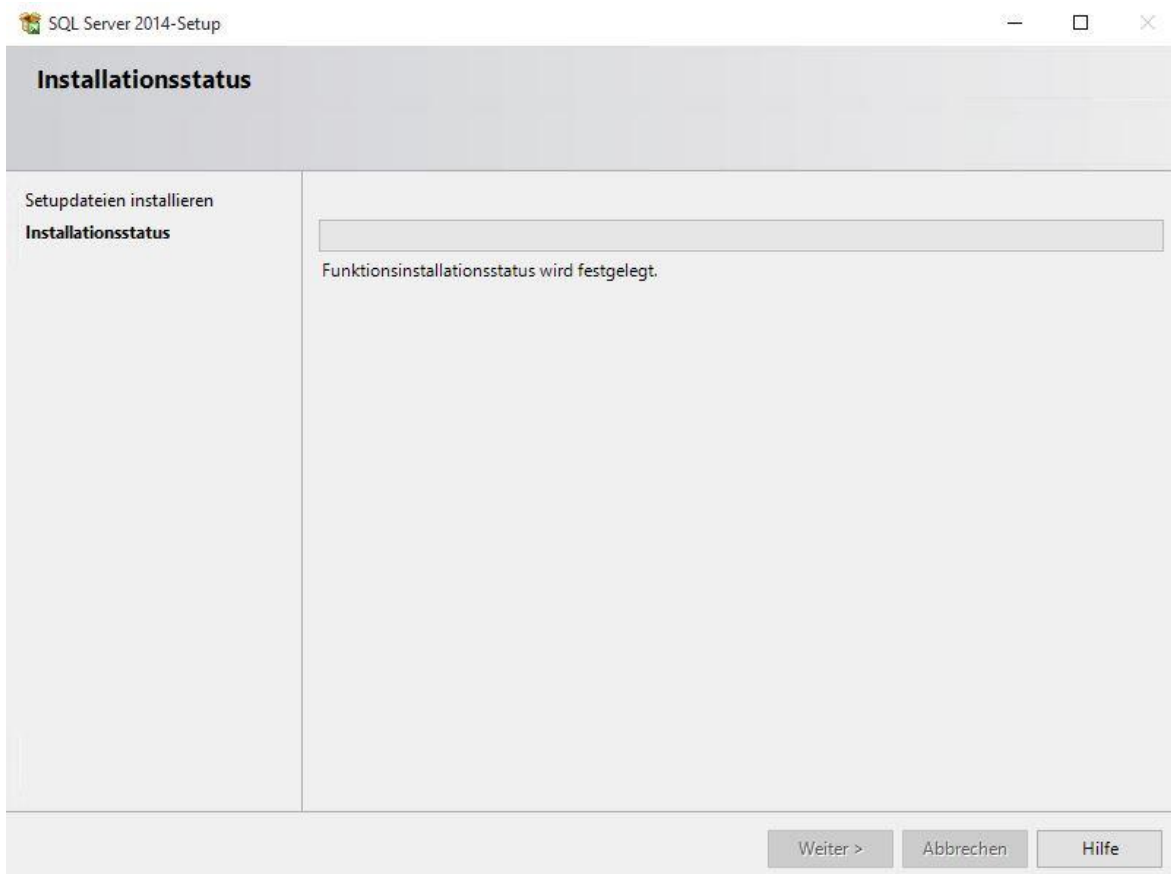 SQL Server 2014-Setup
Installationsstatus
Setupdateien installieren
Installationsstatus
Funktionsinstallationsstatus wird festgelegt.
Weiter >
Abbrechen
Hilfe